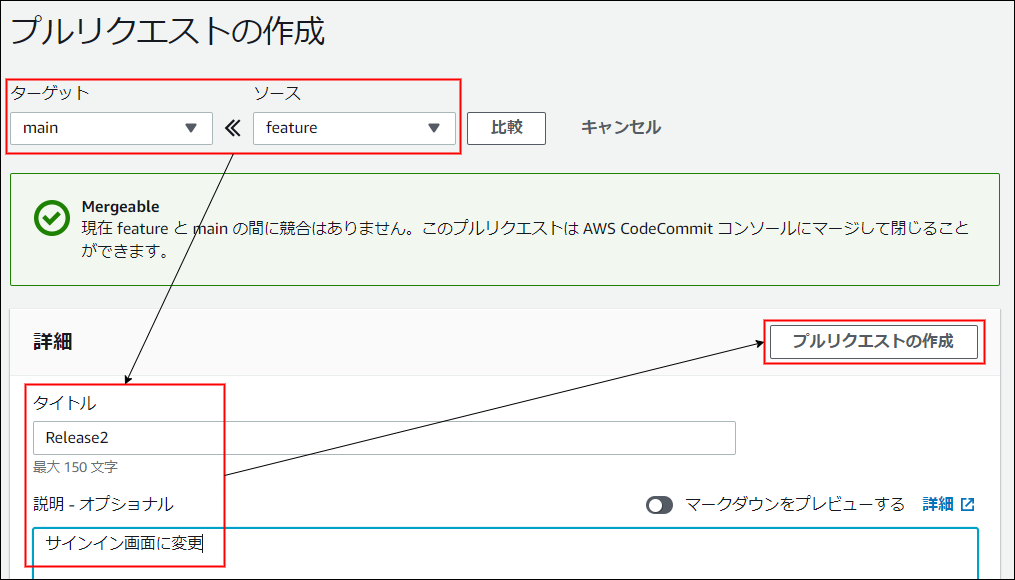 プルリクエストの作成
ターゲット ソース
main feature 比較 キャンセル
Mergeable
現在 feature と main の間に競合はありません。このプルリクエストは AWS CodeCommit コンソールにマージして閉じること
ができます。
詳細 プルリクエストの作成
タイトル
Release2
最大 150 文字
説明 - オプショナル マークダウンをプレビューする 詳細
サインイン画面に変更